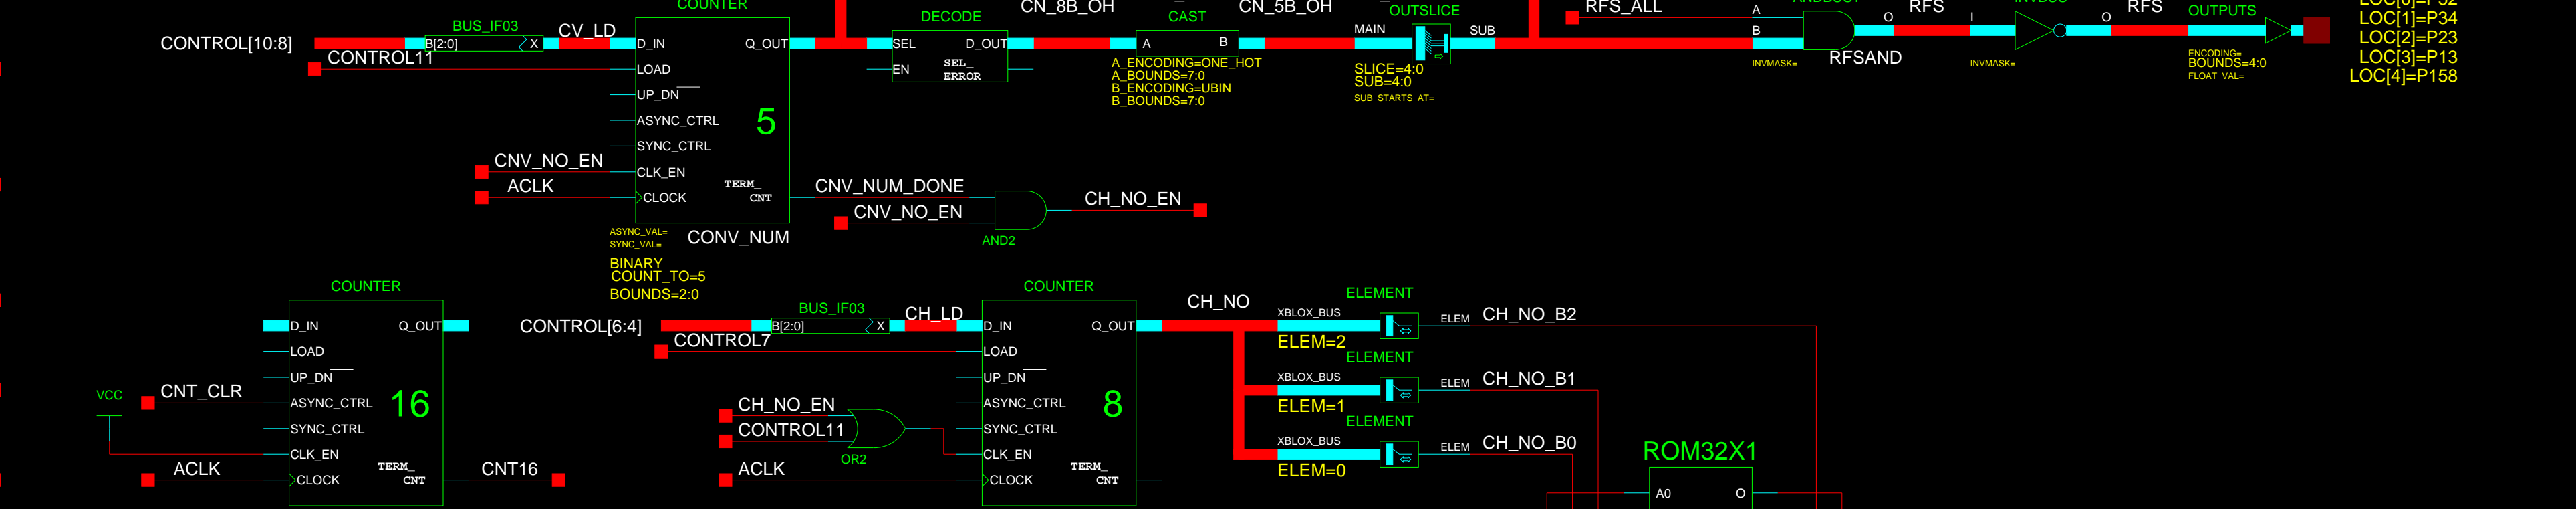 COUNTER
BUS_IF03
CONTROL[10:8]
B[2:0]
X
CV_LD
D_IN
Q_OUT
CONTROL11
LOAD
UP_DN
ASYNC_CTRL
5
SYNC_CTRL
CNV_NO_EN
CLK_EN
ACLK
CLOCK
TERM_
CNT
ASYNC_VAL=
SYNC_VAL=
CONV_NUM
BINARY
COUNT_TO=5
BOUNDS=2:0
DECODE
SEL
D_OUT
EN
SEL_
ERROR
CN_8B_OH
CAST
A
B
A_ENCODING=ONE_HOT
A_BOUNDS=7:0
B_ENCODING=UBIN
B_BOUNDS=7:0
CN_5B_OH
OUTSLICE
MAIN
SUB
SLICE=4:0
SUB=4:0
SUB_STARTS_AT=
RFS_ALL
A
B
INVMASK=
O
RFS
RFSAND
I
INVMASK=
O
RFS
OUTPUTS
ENCODING=
BOUNDS=4:0
FLOAT_VAL=
LOC[1]=P34
LOC[2]=P23
LOC[3]=P13
LOC[4]=P158
CNV_NUM_DONE
CNV_NO_EN
AND2
CH_NO_EN
COUNTER
D_IN
Q_OUT
LOAD
UP_DN
VCC
CNT_CLR
ASYNC_CTRL
16
SYNC_CTRL
CLK_EN
ACLK
CLOCK
TERM_
CNT
CNT16
CONTROL[6:4]
BUS_IF03
B[2:0]
X
CH_LD
CONTROL7
COUNTER
D_IN
Q_OUT
LOAD
UP_DN
CH_NO_EN
CONTROL11
OR2
ASYNC_CTRL
8
SYNC_CTRL
CLK_EN
ACLK
CLOCK
TERM_
CNT
CH_NO
ELEMENT
XBLOX_BUS
ELEM
CH_NO_B2
ELEM=2
ELEMENT
XBLOX_BUS
ELEM
CH_NO_B1
ELEM=1
ELEMENT
XBLOX_BUS
ELEM
CH_NO_B0
ELEM=0
ROM32X1
A0
O